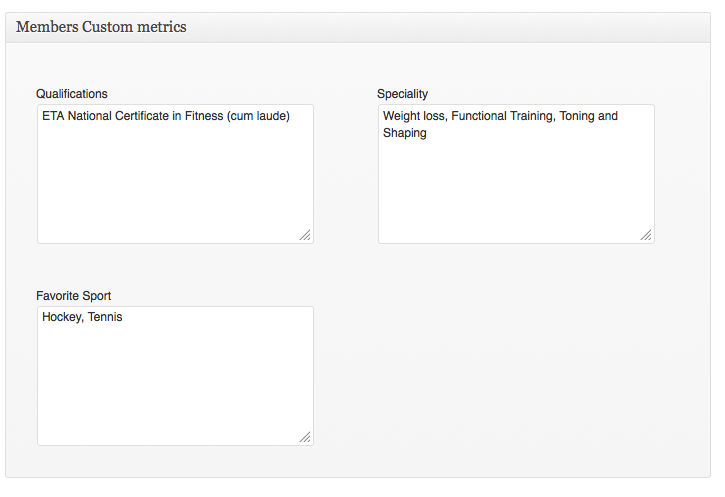 Members Custom metrics
Qualifications
ETA National Certificate in Fitness (cum laude)
Speciality
Weight loss, Functional Training, Toning and
Shaping
Favorite Sport
Hockey, Tennis